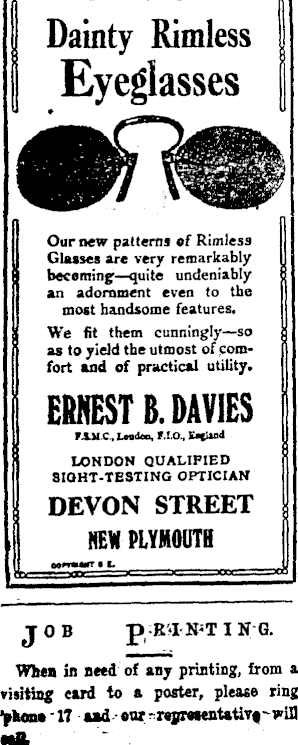 Dainty Rimless
Eyeglasses
Our new patterns of Rimless
Glasses are very remarkably
becoming—quite undeniably
an adornment even to the
most handsome features.
We fit them cunningly—so
as to yield the utmost of com-
fort and of practical utility.
ERNEST B. DAVIES
F.S.M.C., London, F.I.O., England
LONDON QUALIFIED
SIGHT-TESTING OPTICIAN
DEVON STREET
NEW PLYMOUTH
COPYRIGHT S E.
JOB PRINTING.
When in need of any printing, from a
visiting card to a poster, please ring
'phone 17 and our representative will
call.